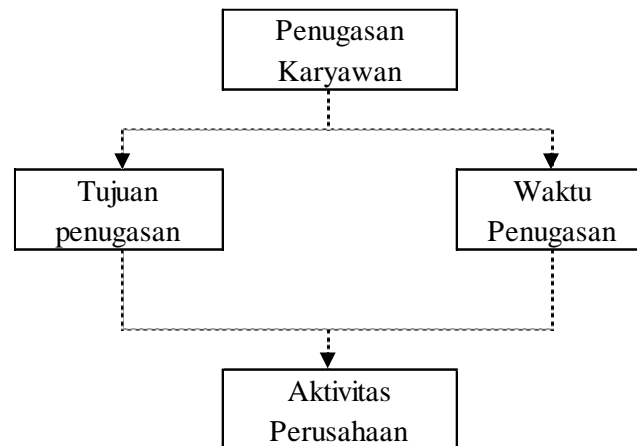 Penugasan
Karyawan
Tujuan
penugasan
Waktu
Penugasan
Aktivitas
Perusahaan